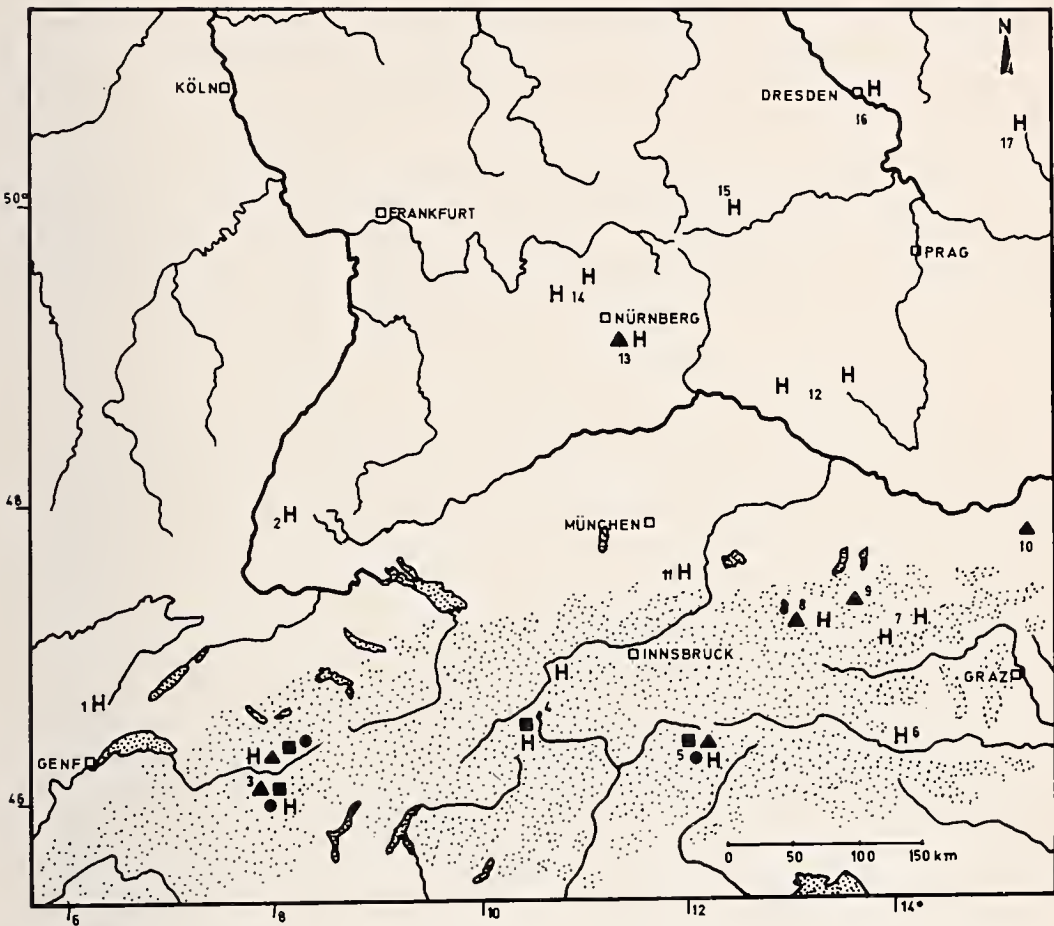 N
KÖLN
DRESDEN
H
16
H
17
50°
FRANKFURT
15
H
PRAG
H
H
14
NÜRNBERG
H
13
H
12
H
48
2 H
MÜNCHEN
10
11 H
9
8
H
7 H
H
INNSBRUCK
GRAZ
H
1 H
4
H
H 6
GENF
H
5
H
3
H
46
0 50 100 150 km
6 8 10 12 14°